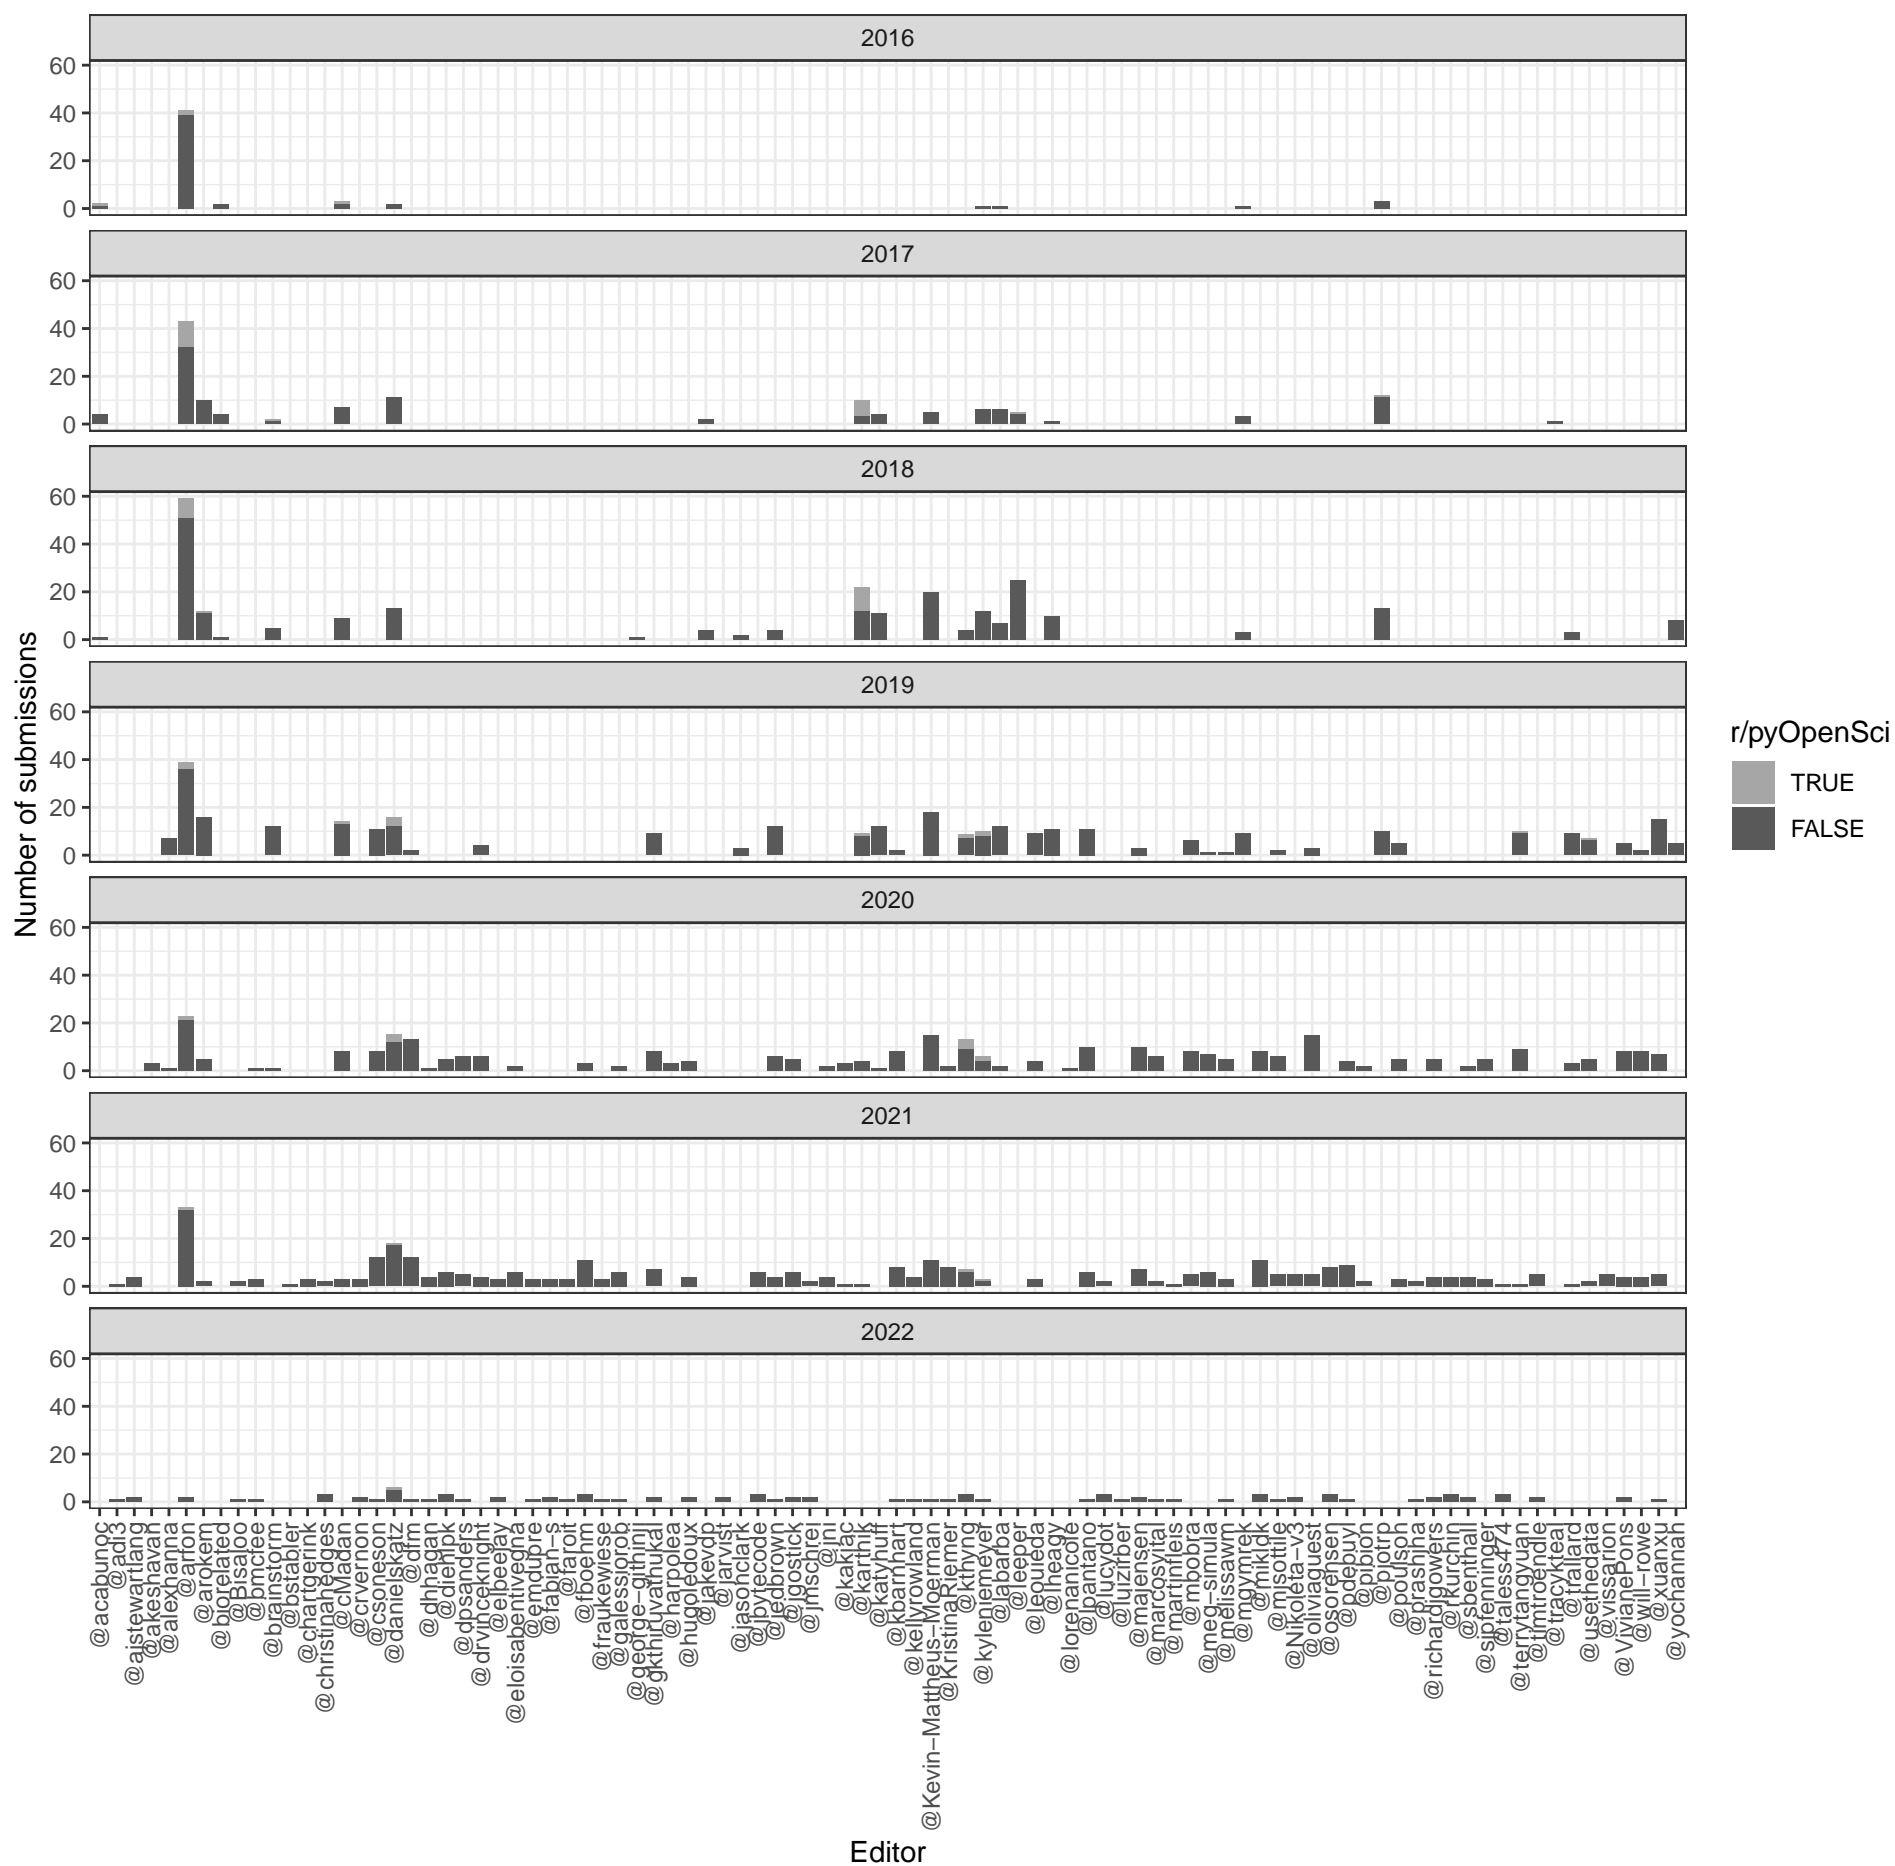 2016
60
40
20
0
2017
60
40
20
0
2018
60
40
20
0
2019
60
40
20
0
2020
60
40
20
0
2021
60
40
20
0
2022
60
40
20
0
Number of submissions
r/pyOpenSci
TRUE
FALSE
@acabunoc
@adi3
@ajstewartlang
@akeshavan
@alexhanna
@arfon
@arokem
@biorelated
@Bisaloo
@bmcfee
@brainstorm
@bstabler
@chartgerink
@christinahedges
@cMadan
@crvernon
@csoneson
@danielskatz
@dfm
@dhhagan
@diehlpk
@dpsanders
@drvinceknight
@elbeejay
@eloisabentivegna
@emdupre
@fabian-s
@faroit
@fboehm
@fraukewiese
@galessiorob
@george-githinji
@gkthiruvathukal
@harpolea
@hugoledoux
@jakevdp
@jarvist
@jasonclark
@jbytecode
@jedbrown
@jgostick
@jmschrei
@jni
@kakiac
@karthik
@katyhuff
@kbarnhart
@kellyrowland
@Kevin-Mattheus-Moerman
@KristinaRiemer
@kthyng
@kyleniemeyer
@labarba
@leeper
@leouieda
@lheagy
@lorenanicole
@lpantano
@lucydot
@luizirber
@majensen
@marcosvital
@martinfleis
@mbobra
@meg-simula
@melissawm
@mgymrek
@mikldk
@mjsottile
@Nikoleta-v3
@oliviaguest
@osorensen
@pdebuyl
@pibion
@pjotrp
@poulson
@prashjha
@richardjgowers
@rkurchin
@sbenthall
@sjpfenninger
@taless474
@terrytangyuan
@timtroendle
@tracykteal
@trallard
@usethedata
@vissarion
@VivianePons
@will-rowe
@xuanxu
@yochannah
Editor